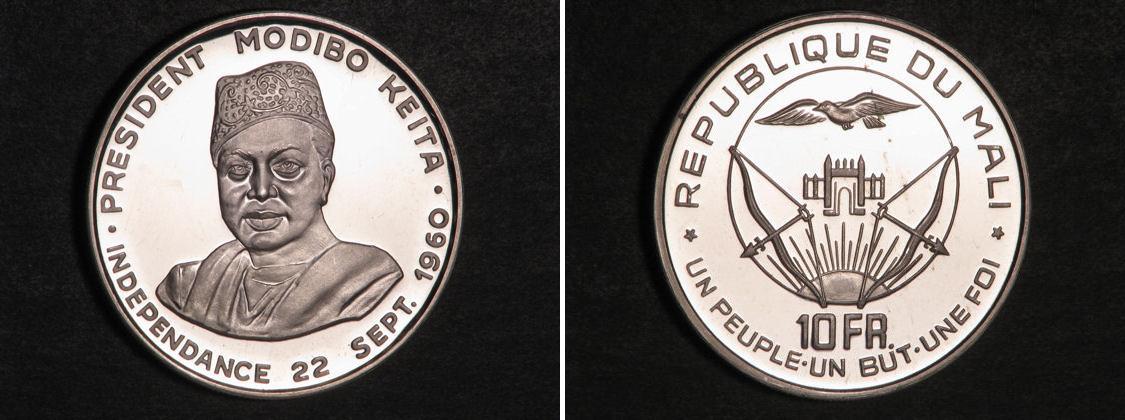 PRESIDENT MODIBO KEITA
· INDEPENDANCE 22 SEPT. 1960 ·
REPUBLIQUE DU MALI
10 FR.
★ UN PEUPLE·UN BUT·UNE FOI ★